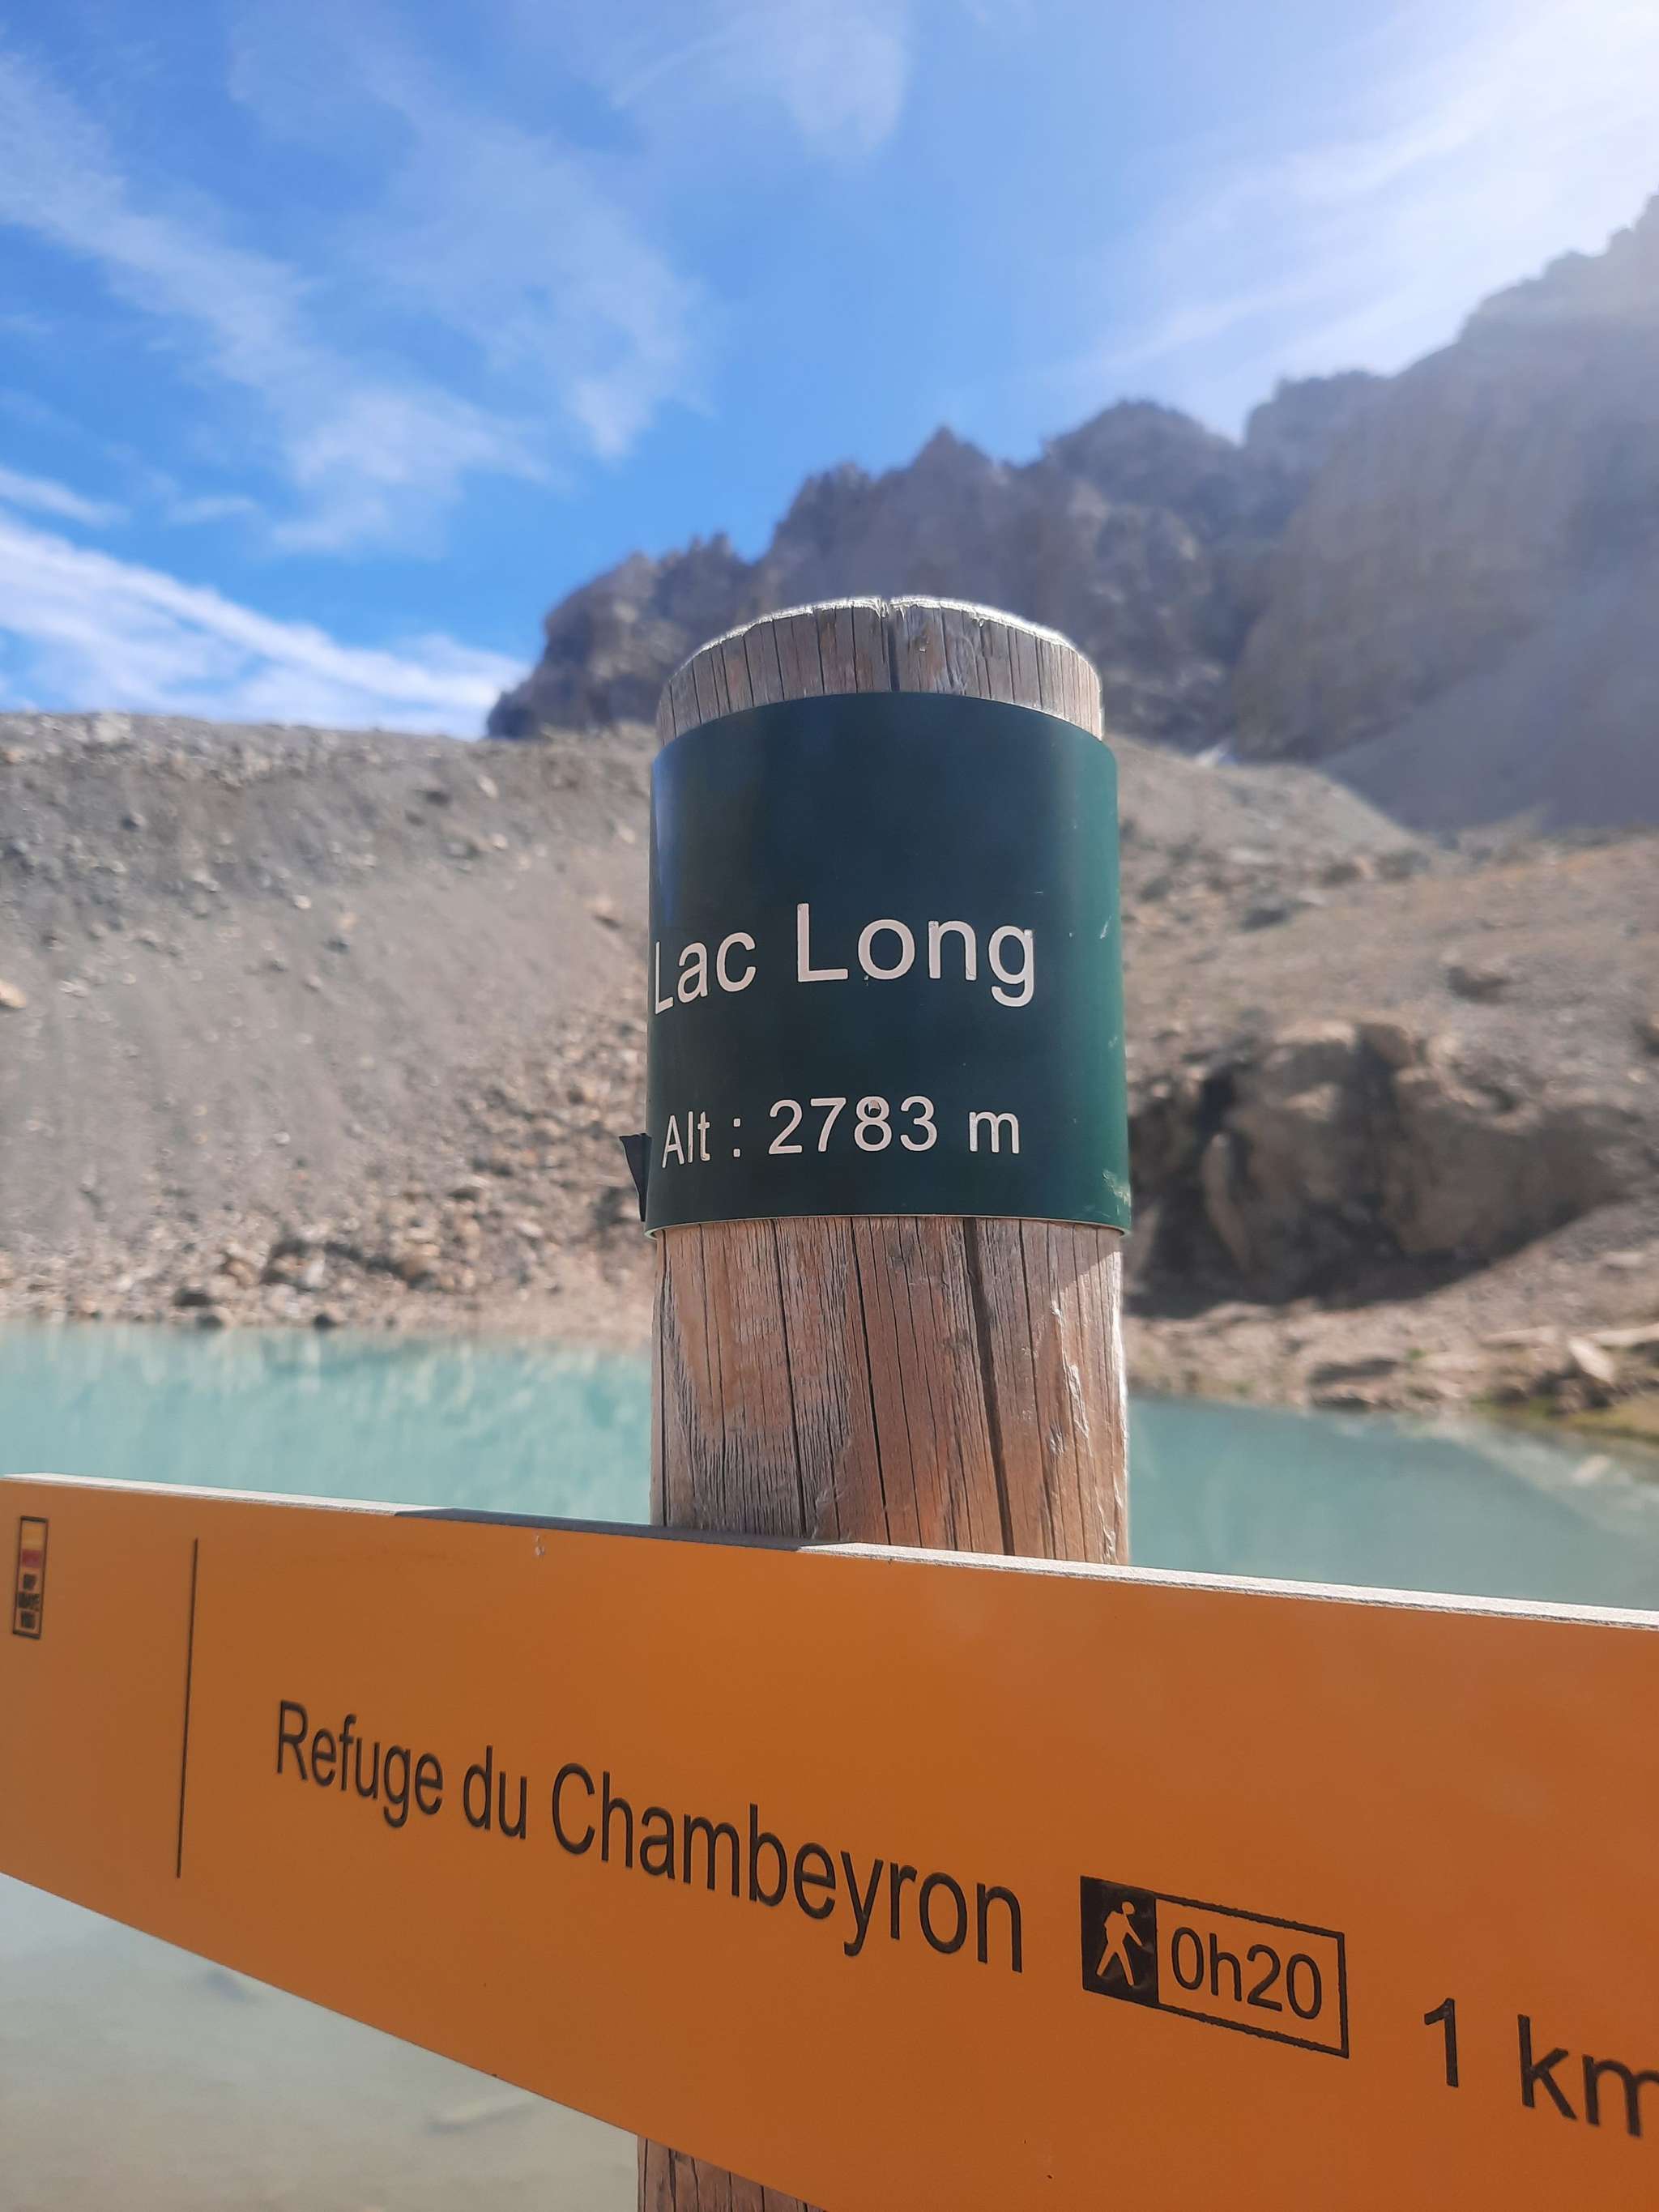 Lac Long
Alt : 2783 m
Refuge du Chambeyron 0h20 1 km